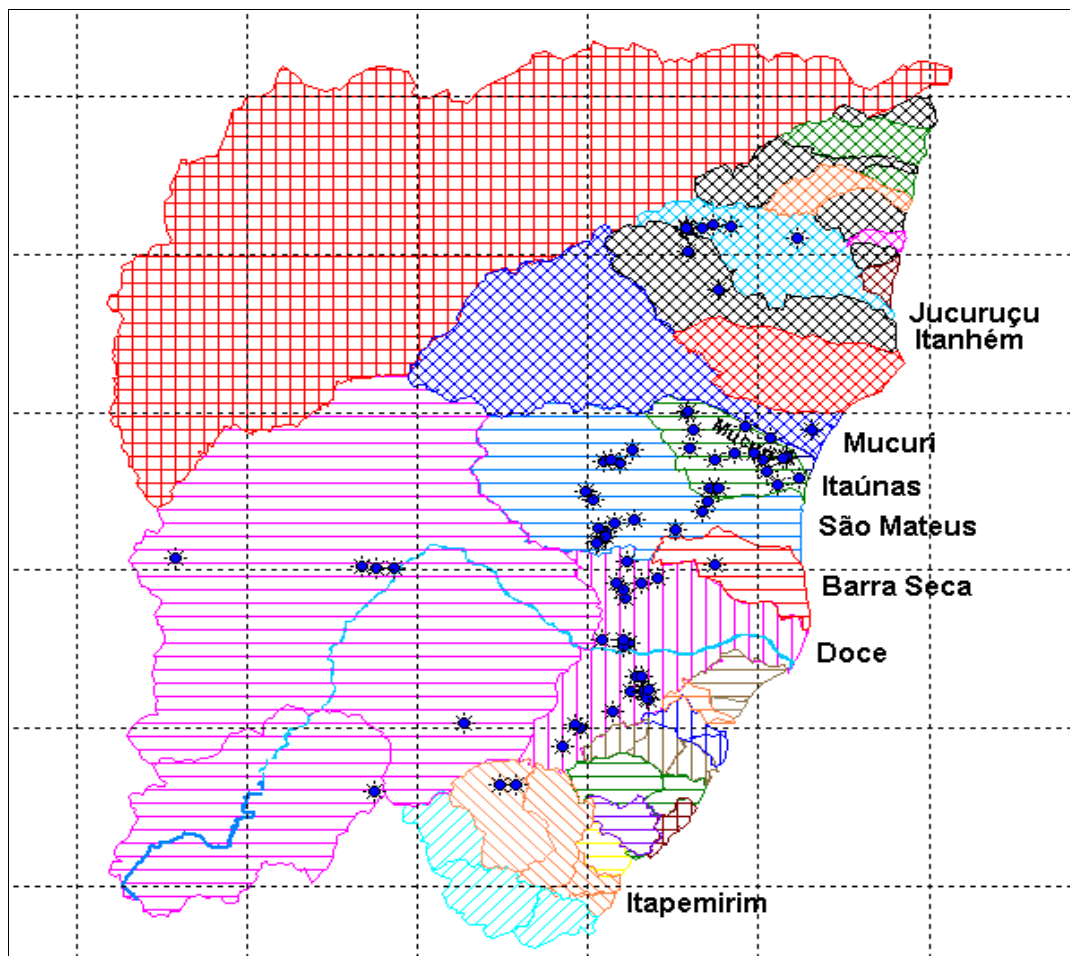 Jucuruçu
Itanhém
Mucuri
Itaúnas
São Mateus
Barra Seca
Doce
Itapemirim